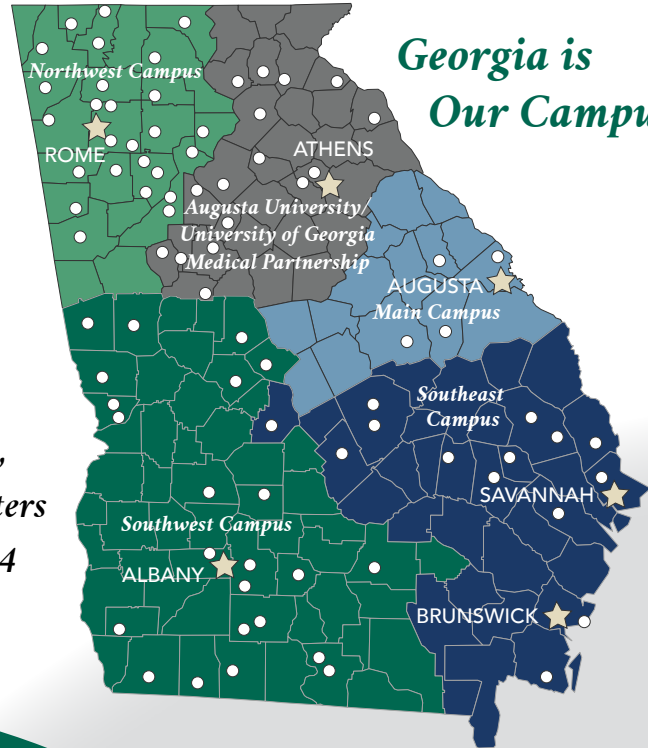 Georgia is
Our Campu
Northwest Campus
ROME
ATHENS
Augusta University/
University of Georgia
Medical Partnership
AUGUSTA
Main Campus
Southeast
Campus
SAVANNAH
,
ters
4
Southwest Campus
ALBANY
BRUNSWICK